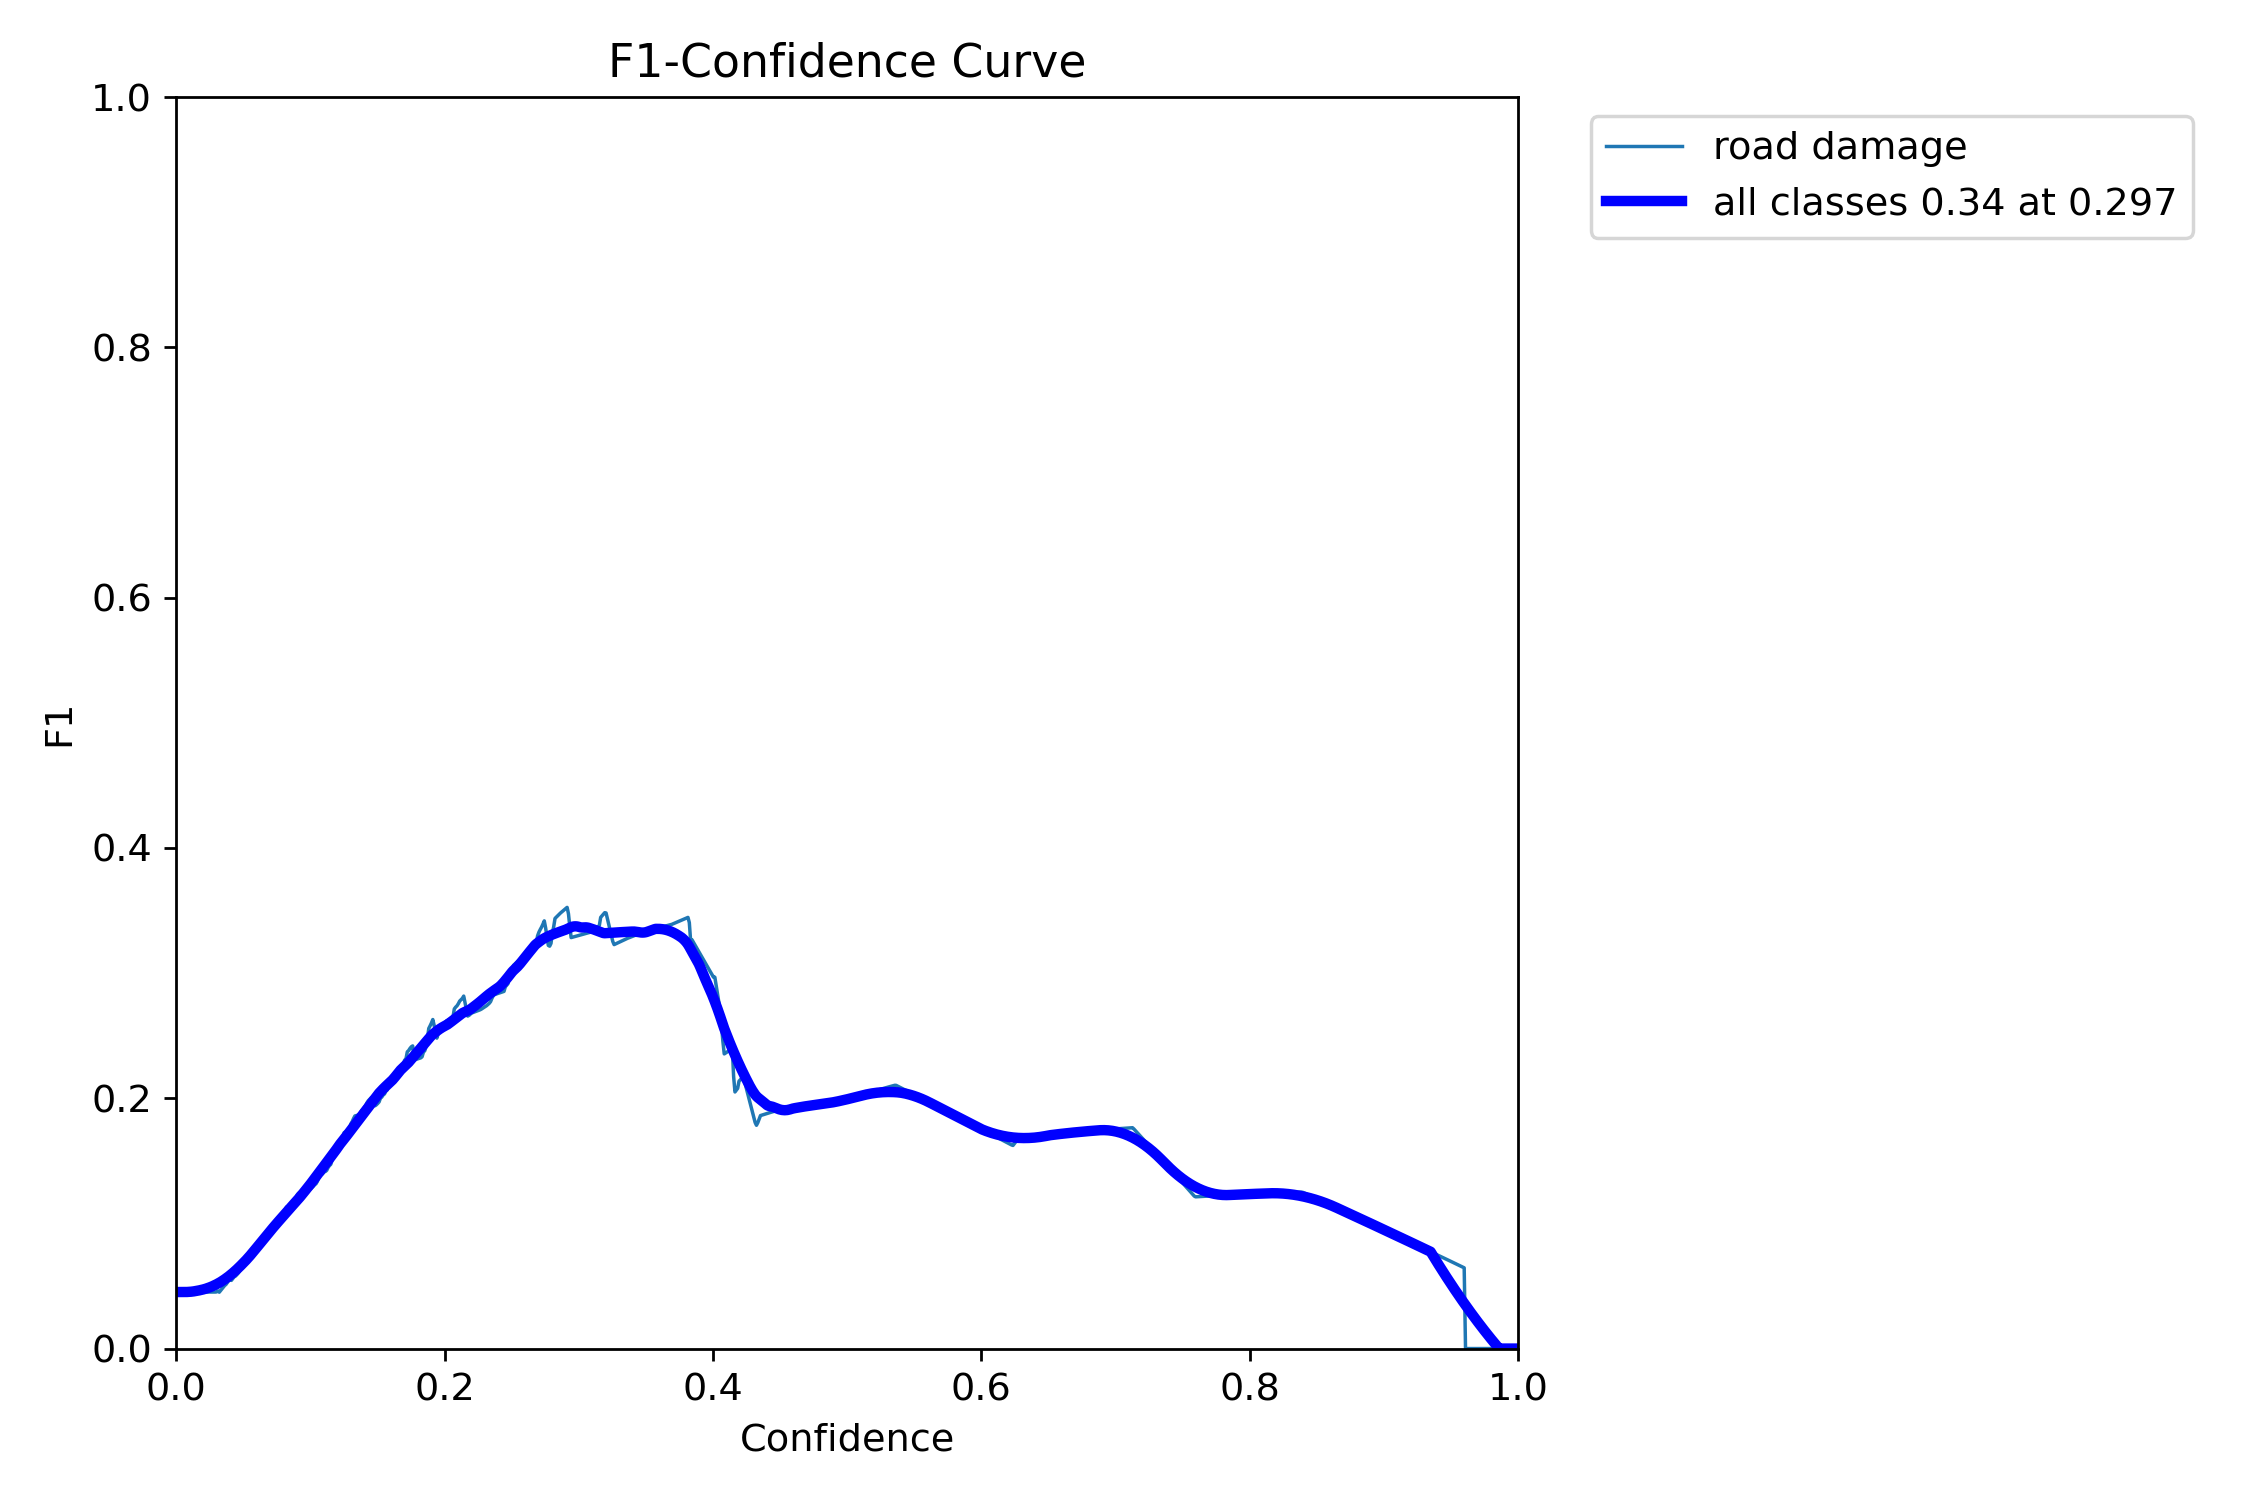 F1-Confidence Curve
1.0
0.8
0.6
0.4
0.2
0.0
F1
0.0 0.2 0.4 0.6 0.8 1.0
Confidence
road damage
all classes 0.34 at 0.297